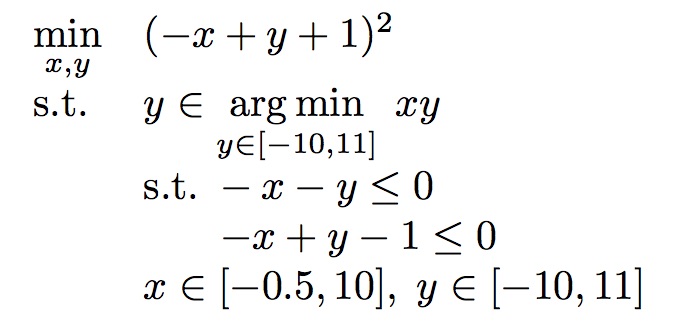 min (−x + y + 1)²
x,y
s.t. y ∈ arg min xy
y∈[−10,11]
s.t. − x − y ≤ 0
−x + y − 1 ≤ 0
x ∈ [−0.5, 10], y ∈ [−10, 11]